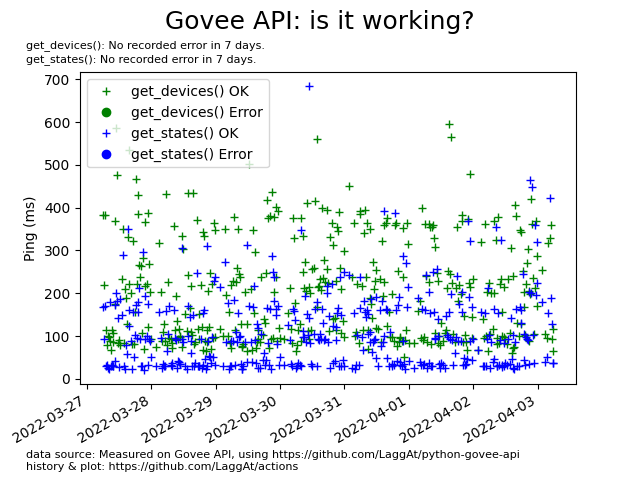 Govee API: is it working?
get_devices(): No recorded error in 7 days.
get_states(): No recorded error in 7 days.
get_devices() OK
get_devices() Error
get_states() OK
get_states() Error
Ping (ms)
700
600
500
400
300
200
100
0
2022-03-27
2022-03-28
2022-03-29
2022-03-30
2022-03-31
2022-04-01
2022-04-02
2022-04-03
data source: Measured on Govee API, using https://github.com/LaggAt/python-govee-api
history & plot: https://github.com/LaggAt/actions